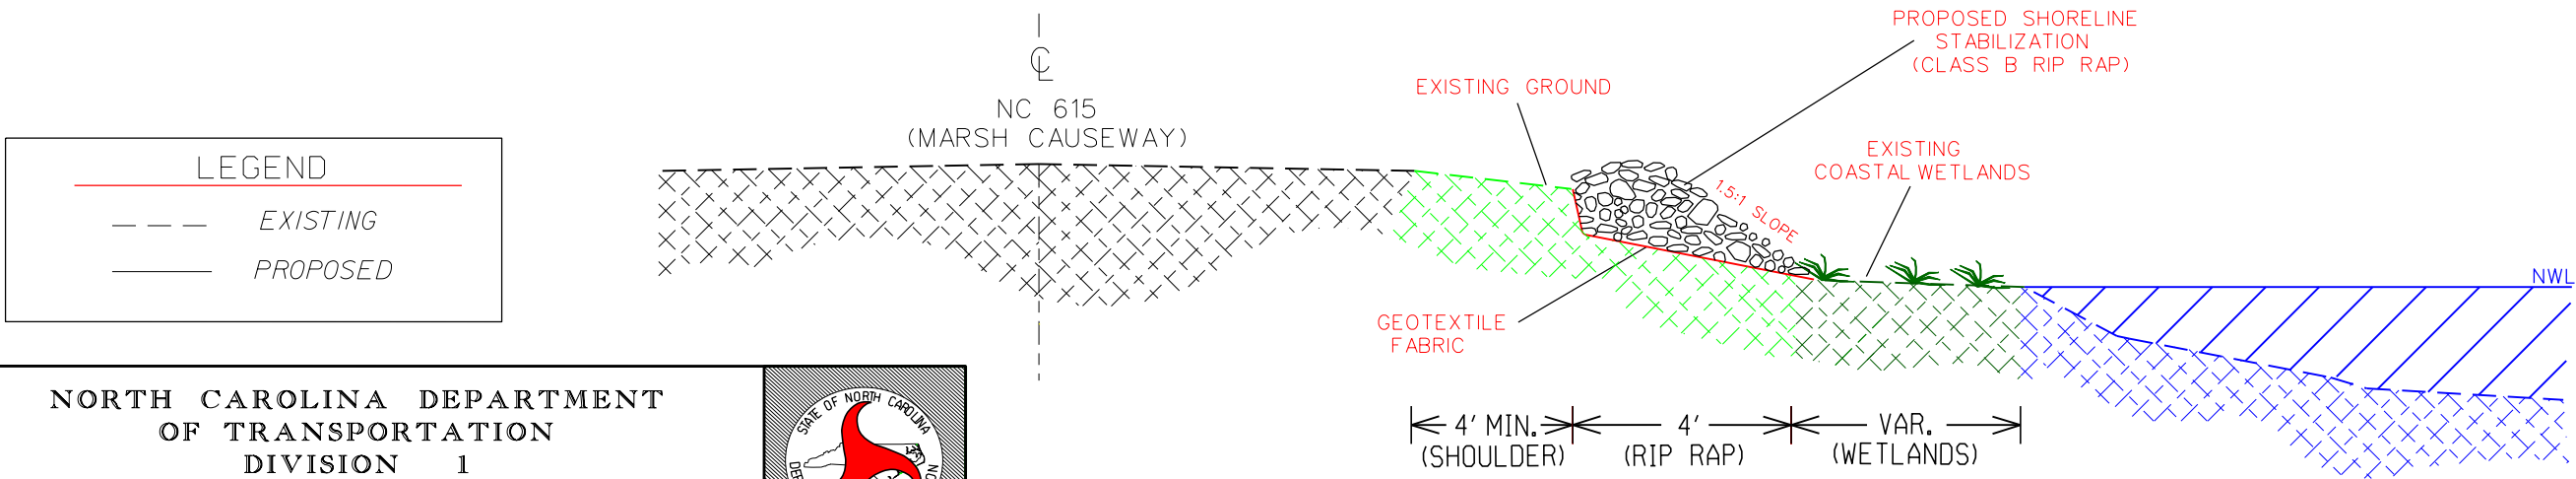 PROPOSED SHORELINE
STABILIZATION
(CLASS B RIP RAP)
℄
EXISTING GROUND
NC 615
(MARSH CAUSEWAY)
EXISTING
COASTAL WETLANDS
LEGEND
EXISTING
PROPOSED
1.5:1 SLOPE
NWL
GEOTEXTILE
FABRIC
4' MIN.
(SHOULDER)
4'
(RIP RAP)
VAR.
(WETLANDS)
NORTH CAROLINA DEPARTMENT
OF TRANSPORTATION
DIVISION 1
STATE OF NORTH CAROLINA